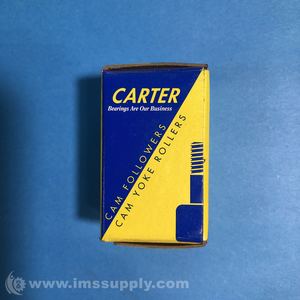 CARTER
Bearings Are Our Business
CAM FOLLOWERS
CAM YOKE ROLLERS
© www.imssupply.com